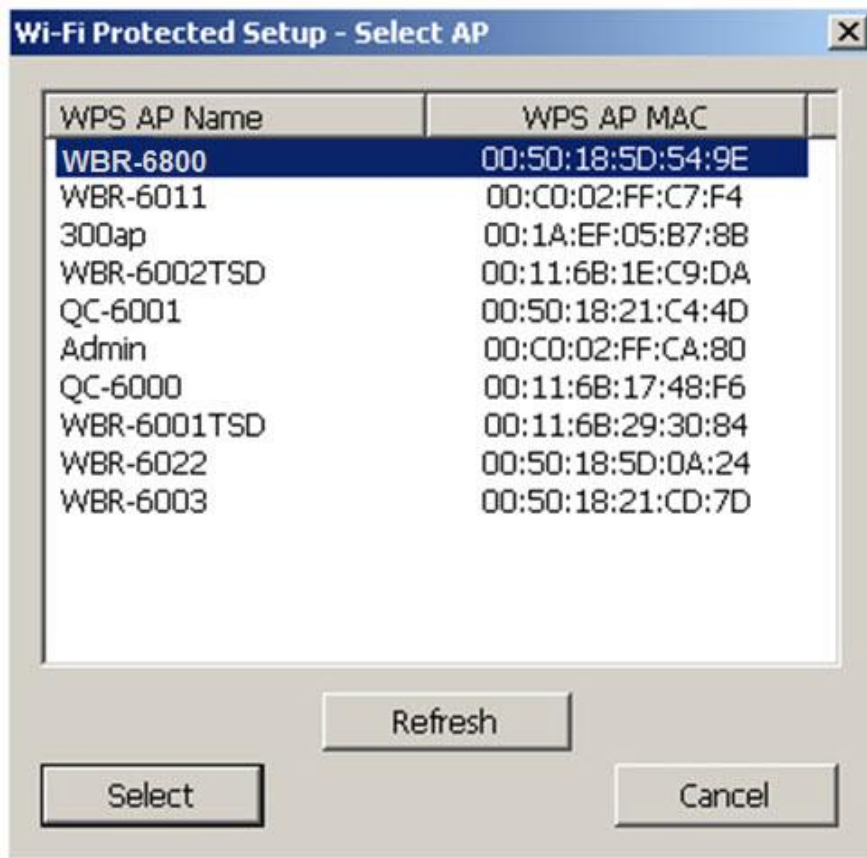 Wi-Fi Protected Setup - Select AP
WPS AP Name WPS AP MAC
WBR-6800 00:50:18:5D:54:9E
WBR-6011 00:C0:02:FF:C7:F4
300ap 00:1A:EF:05:B7:8B
WBR-6002TSD 00:11:6B:1E:C9:DA
QC-6001 00:50:18:21:C4:4D
Admin 00:C0:02:FF:CA:80
QC-6000 00:11:6B:17:48:F6
WBR-6001TSD 00:11:6B:29:30:84
WBR-6022 00:50:18:5D:0A:24
WBR-6003 00:50:18:21:CD:7D
Refresh
Select Cancel